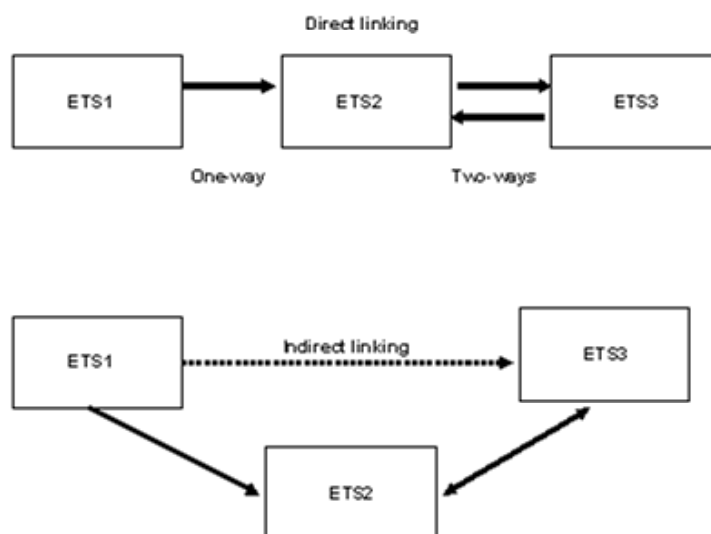 Direct linking
ETS1
ETS2
ETS3
One-way
Two-ways
ETS1
Indirect linking
ETS3
ETS2